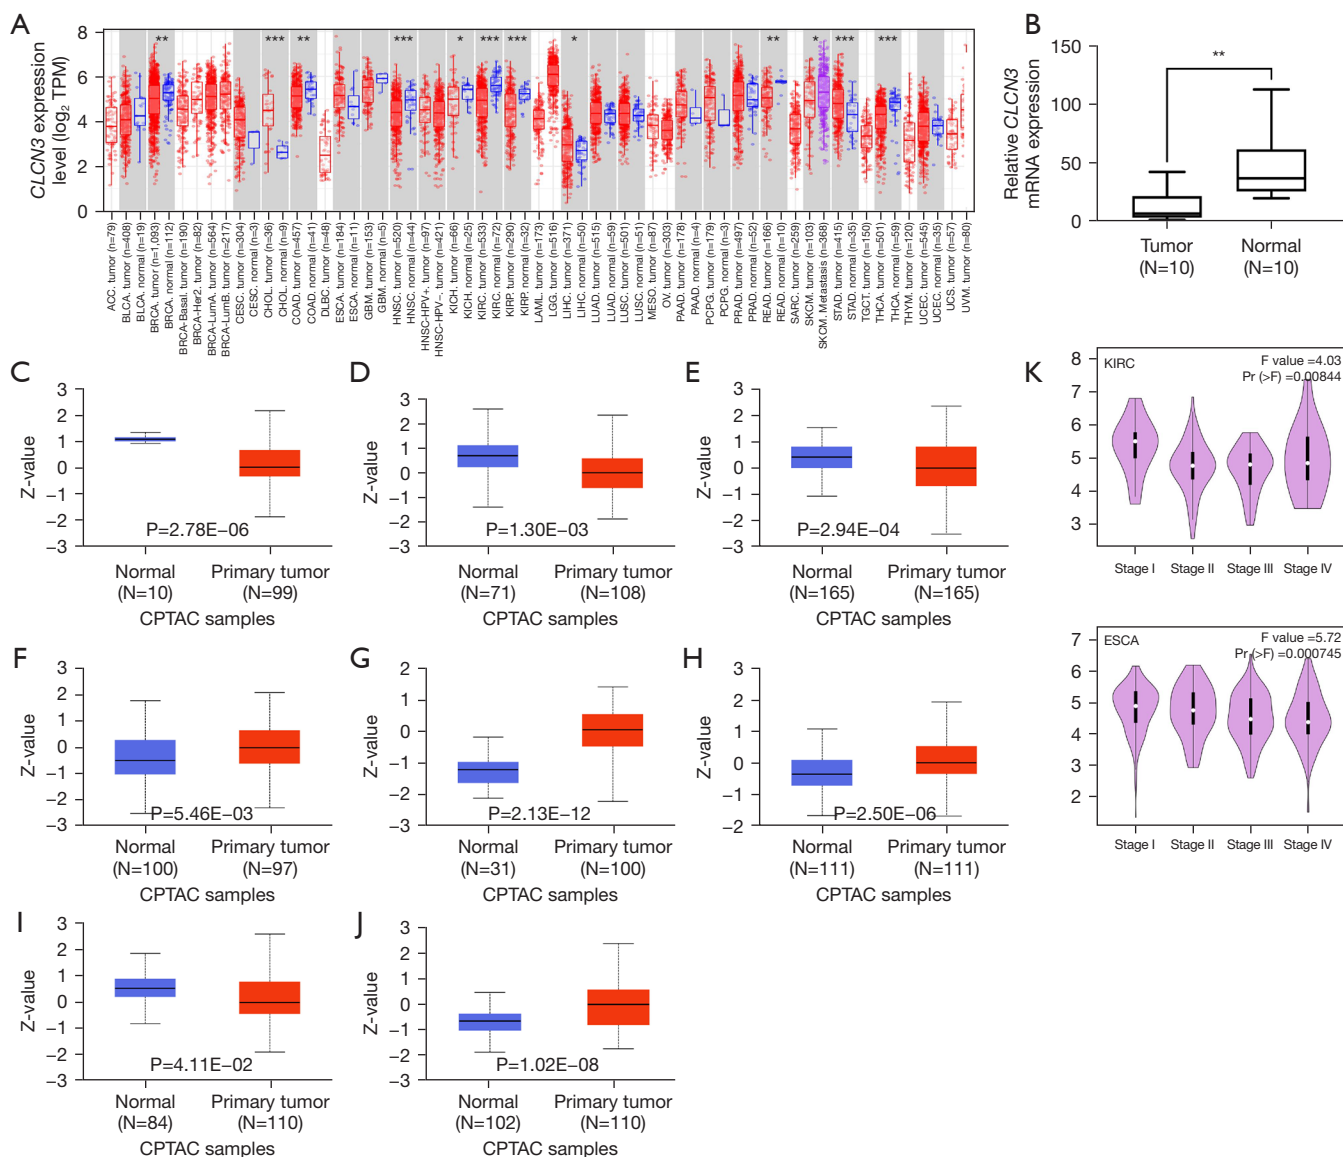 A
CLCN3 expression
level (log2 TPM)
8
6
4
2
0
** *** ** *** * *** *** * ** * *** ***
ACC. tumor (n=79)
BLCA. tumor (n=408)
BLCA. normal (n=19)
BRCA. tumor (n=1,093)
BRCA. normal (n=112)
BRCA-Basal. tumor (n=190)
BRCA-Her2. tumor (n=82)
BRCA-LumA. tumor (n=564)
BRCA-LumB. tumor (n=217)
CESC. tumor (n=304)
CESC. normal (n=3)
CHOL. tumor (n=36)
CHOL. normal (n=9)
COAD. tumor (n=457)
COAD. normal (n=41)
DLBC. tumor (n=48)
ESCA. tumor (n=184)
ESCA. normal (n=11)
GBM. tumor (n=153)
GBM. normal (n=5)
HNSC. tumor (n=520)
HNSC. normal (n=44)
HNSC-HPV+. tumor (n=97)
HNSC-HPV−. tumor (n=421)
KICH. tumor (n=66)
KICH. normal (n=25)
KIRC. tumor (n=533)
KIRC. normal (n=72)
KIRP. tumor (n=290)
KIRP. normal (n=32)
LAML. tumor (n=173)
LGG. tumor (n=516)
LIHC. tumor (n=371)
LIHC. normal (n=50)
LUAD. tumor (n=515)
LUAD. normal (n=59)
LUSC. tumor (n=501)
LUSC. normal (n=51)
MESO. tumor (n=87)
OV. tumor (n=303)
PAAD. tumor (n=178)
PAAD. normal (n=4)
PCPG. tumor (n=179)
PCPG. normal (n=3)
PRAD. tumor (n=497)
PRAD. normal (n=52)
READ. tumor (n=166)
READ. normal (n=10)
SARC. tumor (n=259)
SKCM. tumor (n=103)
SKCM. Metastasis (n=368)
STAD. tumor (n=415)
STAD. normal (n=35)
TGCT. tumor (n=150)
THCA. tumor (n=501)
THCA. normal (n=59)
THYM. tumor (n=120)
UCEC. tumor (n=545)
UCEC. normal (n=35)
UCS. tumor (n=57)
UVM. tumor (n=80)
B
Relative CLCN3
mRNA expression
150
100
50
0
**
Tumor Normal
(N=10) (N=10)
C
Z-value
3
2
1
0
−1
−2
−3
P=2.78E−06
Normal Primary tumor
(N=10) (N=99)
CPTAC samples
D
Z-value
3
2
1
0
−1
−2
−3
P=1.30E−03
Normal Primary tumor
(N=71) (N=108)
CPTAC samples
E
Z-value
3
2
1
0
−1
−2
−3
P=2.94E−04
Normal Primary tumor
(N=165) (N=165)
CPTAC samples
K
KIRC
F value =4.03
Pr (>F) =0.00844
8
7
6
5
4
3
Stage I Stage II Stage III Stage IV
ESCA
F value =5.72
Pr (>F) =0.000745
7
6
5
4
3
2
Stage I Stage II Stage III Stage IV
F
Z-value
3
2
1
0
−1
−2
−3
P=5.46E−03
Normal Primary tumor
(N=100) (N=97)
CPTAC samples
G
Z-value
2
1
0
−1
−2
−3
P=2.13E−12
Normal Primary tumor
(N=31) (N=100)
CPTAC samples
H
Z-value
3
2
1
0
−1
−2
P=2.50E−06
Normal Primary tumor
(N=111) (N=111)
CPTAC samples
I
Z-value
3
2
1
0
−1
−2
−3
P=4.11E−02
Normal Primary tumor
(N=84) (N=110)
CPTAC samples
J
Z-value
3
2
1
0
−1
−2
−3
P=1.02E−08
Normal Primary tumor
(N=102) (N=110)
CPTAC samples